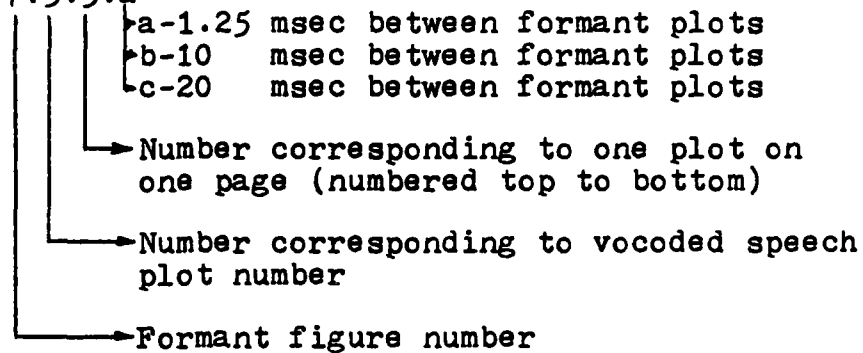 a-1.25 msec between formant plots
b-10 msec between formant plots
c-20 msec between formant plots
Number corresponding to one plot on
one page (numbered top to bottom)
Number corresponding to vocoded speech
plot number
Formant figure number